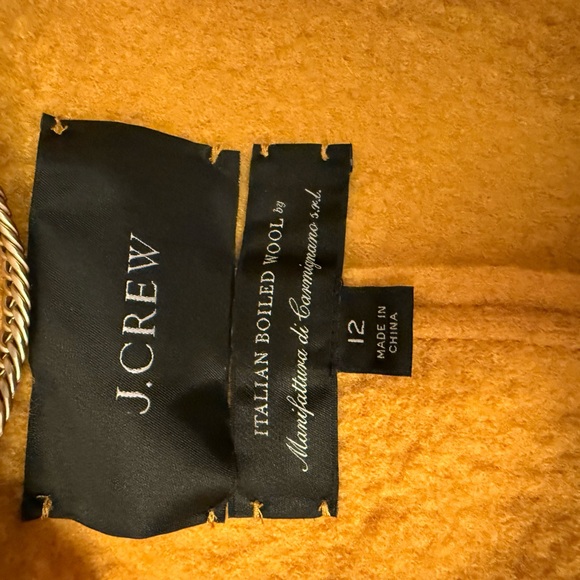 J.CREW
ITALIAN BOILED WOOL by
Manifattura di Carmignano s.r.l.
12
MADE IN
CHINA